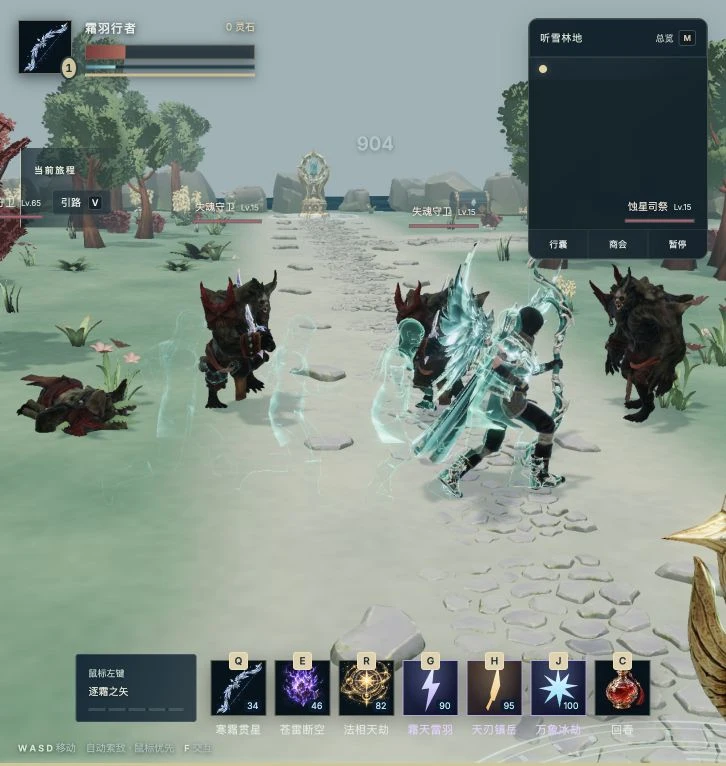 霜羽行者 0 灵石
1
听雪林地 总览 M
904
当前旅程
引路 V
守卫 Lv.65
失魂守卫 Lv.15
失魂守卫 Lv.15
蚀星司祭 Lv.15
行囊 商会 暂停
鼠标左键
逐霜之矢
Q E R G H J C
34 46 82 90 95 100
寒霜贯星 苍雷断空 法相天劫 霜天雷羽 天刃镇岳 万象冰劫 回春
WASD 移动 自动索敌 · 鼠标优先 F 交互